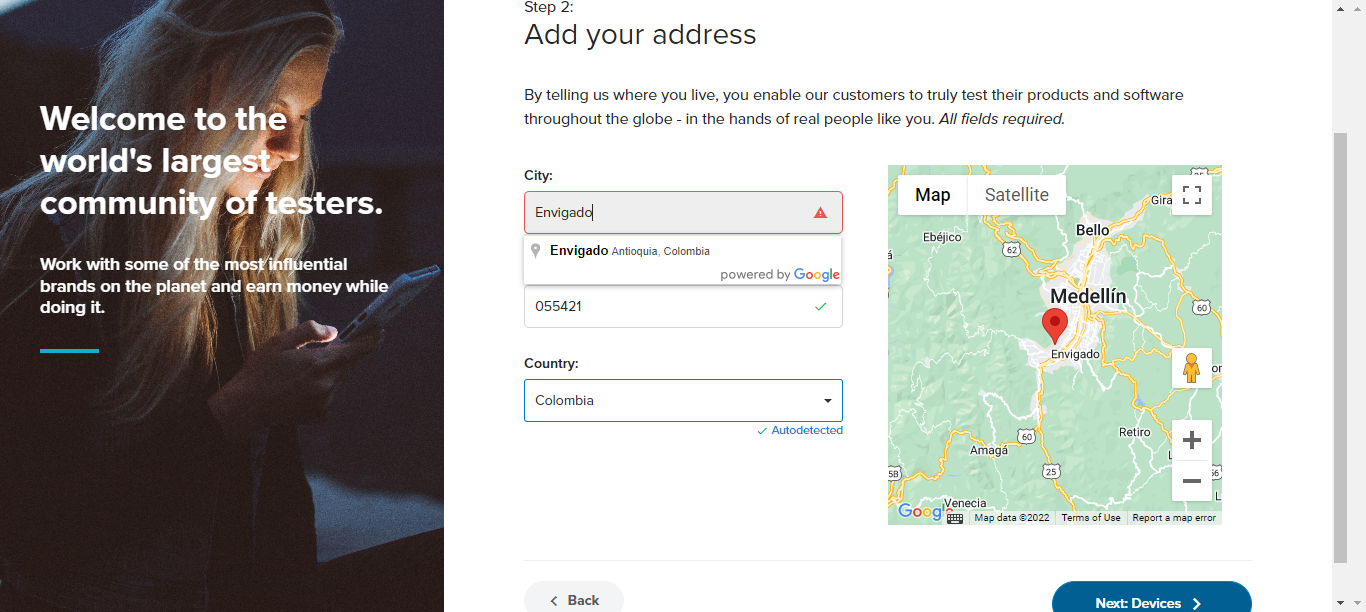 Welcome to the
world's largest
community of testers.
Work with some of the most influential
brands on the planet and earn money while
doing it.
Step 2:
Add your address
By telling us where you live, you enable our customers to truly test their products and software
throughout the globe - in the hands of real people like you. All fields required.
City:
Envigado
Envigado Antioquia, Colombia
powered by Google
055421
Country:
Colombia
Autodetected
Map
Satellite
Gira
Ebéjico
62
Bello
Medellín
60
Envigado
Retiro
60
Amagá
25
Venecia
Google
Map data ©2022
Terms of Use
Report a map error
Back
Next: Devices